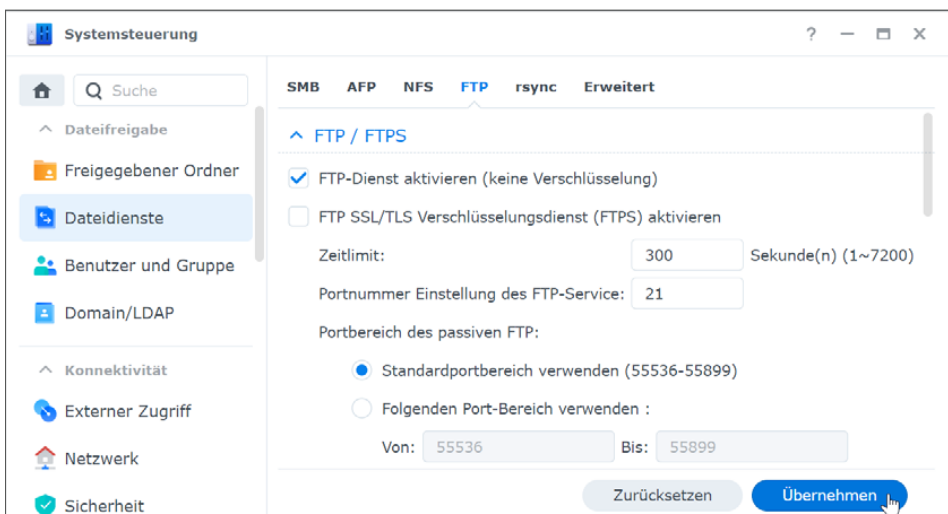 Systemsteuerung
?
Suche
Dateifreigabe
Freigegebener Ordner
Dateidienste
Benutzer und Gruppe
Domain/LDAP
Konnektivität
Externer Zugriff
Netzwerk
Sicherheit
SMB AFP NFS FTP rsync Erweitert
FTP / FTPS
FTP-Dienst aktivieren (keine Verschlüsselung)
FTP SSL/TLS Verschlüsselungsdienst (FTPS) aktivieren
Zeitlimit: 300 Sekunde(n) (1~7200)
Portnummer Einstellung des FTP-Service: 21
Portbereich des passiven FTP:
Standardportbereich verwenden (55536-55899)
Folgenden Port-Bereich verwenden :
Von: 55536 Bis: 55899
Zurücksetzen Übernehmen